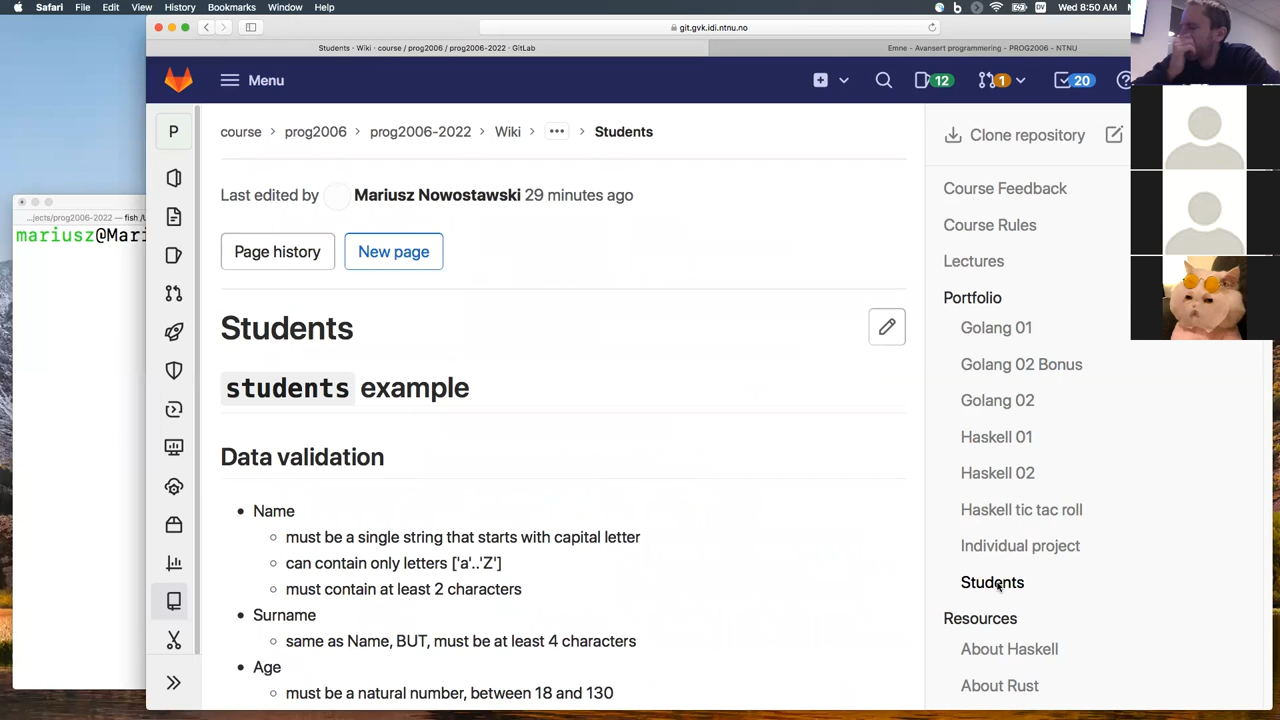 Safari File Edit View History Bookmarks Window Help
DV Wed 8:50 AM
git.gvk.idi.ntnu.no
Students · Wiki · course / prog2006 / prog2006-2022 · GitLab
Emne - Avansert programmering - PROG2006 - NTNU
Menu
12
1
20
P
course > prog2006 > prog2006-2022 > Wiki > ••• > Students
Clone repository
Last edited by Mariusz Nowostawski 29 minutes ago
Page history
New page
Students
students example
Data validation
• Name
◦ must be a single string that starts with capital letter
◦ can contain only letters ['a'..'Z']
◦ must contain at least 2 characters
• Surname
◦ same as Name, BUT, must be at least 4 characters
• Age
◦ must be a natural number, between 18 and 130
Course Feedback
Course Rules
Lectures
Portfolio
Golang 01
Golang 02 Bonus
Golang 02
Haskell 01
Haskell 02
Haskell tic tac roll
Individual project
Students
Resources
About Haskell
About Rust
...jects/prog2006-2022 — fish /U
mariusz@Mari